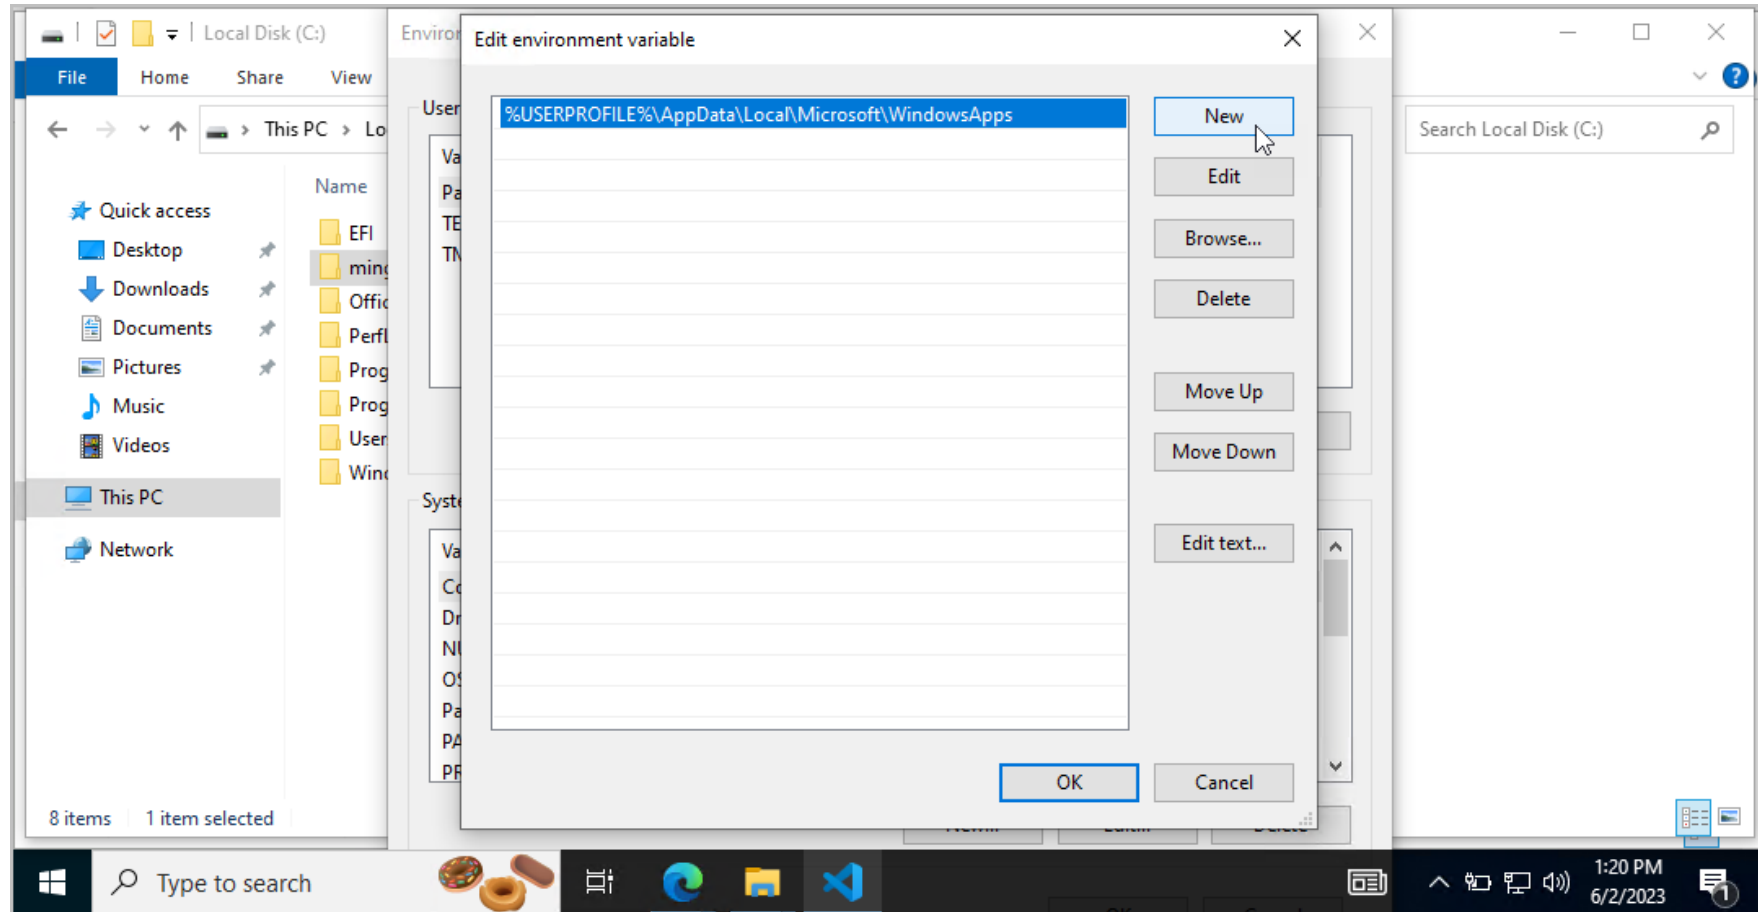 Local Disk (C:)
File
Home
Share
View
This PC
Search Local Disk (C:)
Name
Quick access
Desktop
Downloads
Documents
Pictures
Music
Videos
This PC
Network
EFI
8 items
1 item selected
User
Edit environment variable
%USERPROFILE%\AppData\Local\Microsoft\WindowsApps
New
Edit
Browse...
Delete
Move Up
Move Down
Edit text...
OK
Cancel
Type to search
1:20 PM
6/2/2023
1